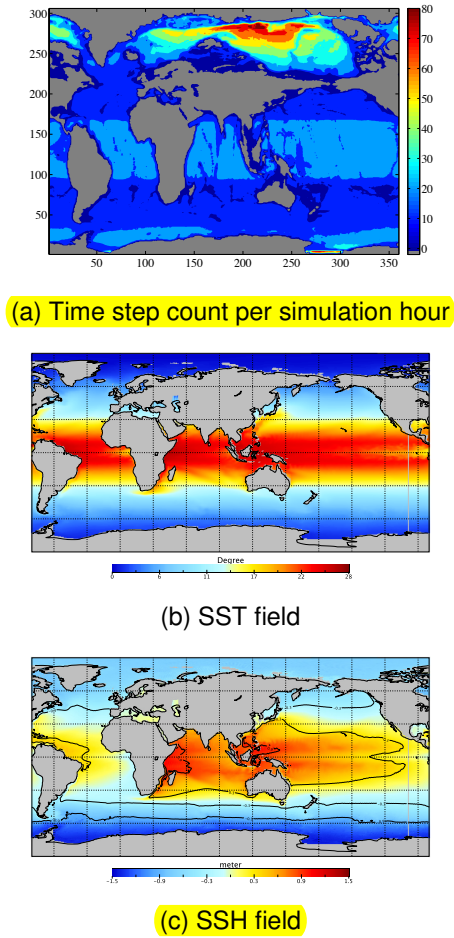 300
250
200
150
100
50
50 100 150 200 250 300 350
80
70
60
50
40
30
20
10
0
(a) Time step count per simulation hour
Degree
0 6 11 17 22 28
(b) SST field
meter
-1.5 -0.9 -0.3 0.3 0.9 1.5
(c) SSH field